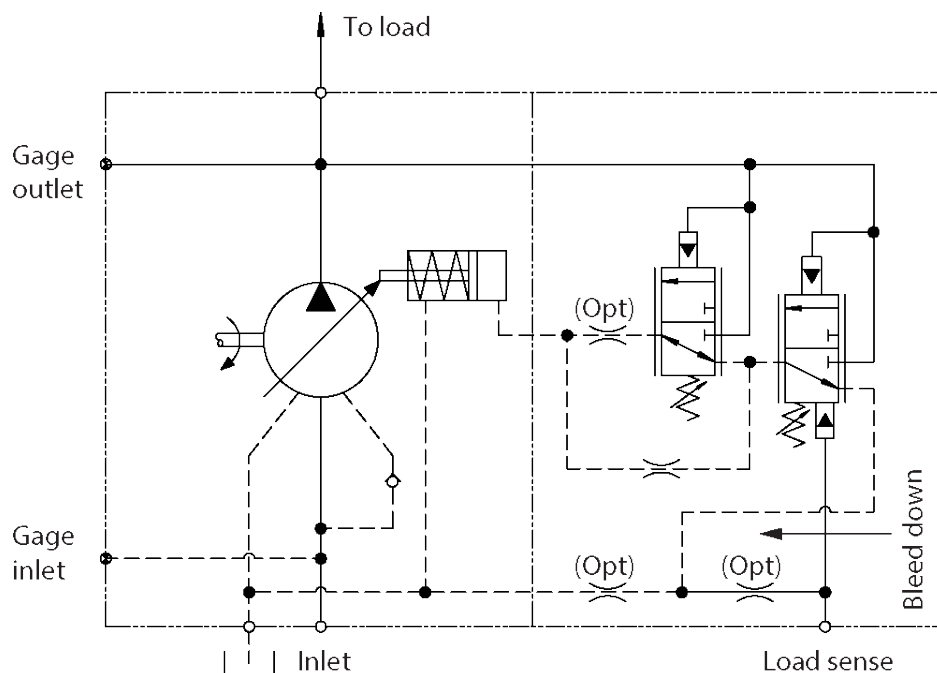 To load
Gage
outlet
(Opt)
Gage
inlet
(Opt)
(Opt)
Bleed down
Inlet
Load sense